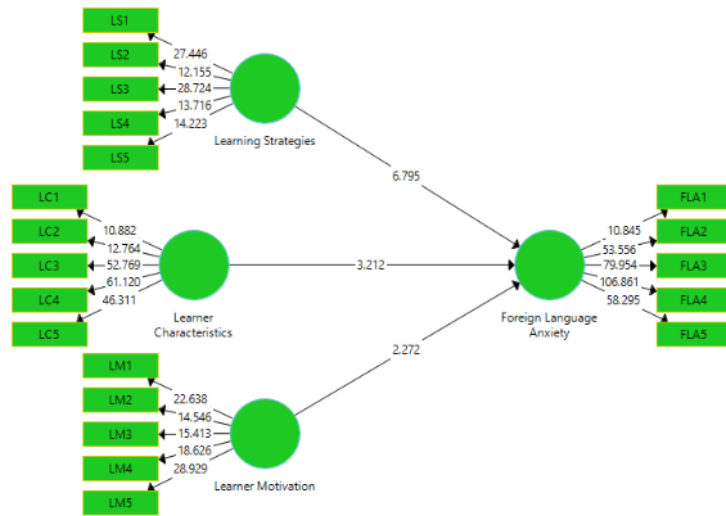 LS1
LS2
LS3
LS4
LS5
27.446
12.155
28.724
13.716
14.223
Learning Strategies
6.795
LC1
LC2
LC3
LC4
LC5
10.882
12.764
52.769
61.120
46.311
Learner
Characteristics
3.212
LM1
LM2
LM3
LM4
LM5
22.638
14.546
15.413
18.626
28.929
Learner Motivation
2.272
Foreign Language
Anxiety
10.845
53.556
79.954
106.861
58.295
FLA1
FLA2
FLA3
FLA4
FLA5